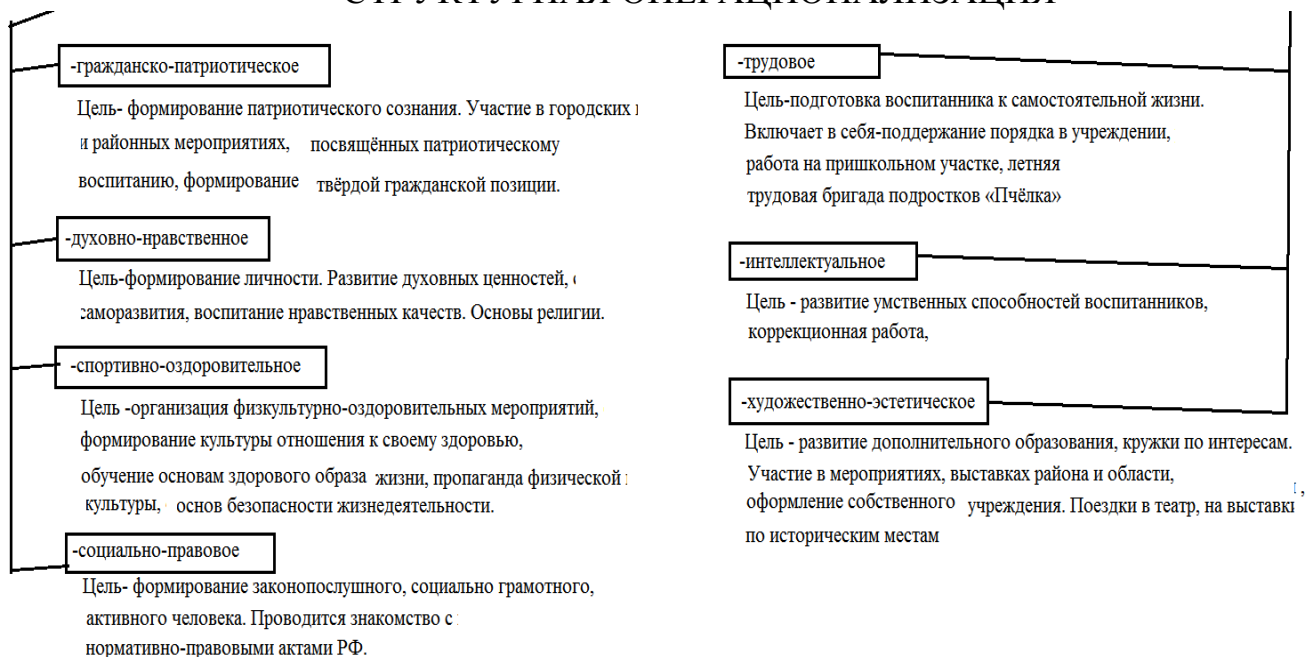 СТРУКТУРНАЯ ОПЕРАЦИОНАЛИЗАЦИЯ
-гражданско-патриотическое
Цель- формирование патриотического сознания. Участие в городских
и районных мероприятиях, посвящённых патриотическому
воспитанию, формирование твёрдой гражданской позиции.
-духовно-нравственное
Цель-формирование личности. Развитие духовных ценностей,
саморазвития, воспитание нравственных качеств. Основы религии.
-спортивно-оздоровительное
Цель -организация физкультурно-оздоровительных мероприятий,
формирование культуры отношения к своему здоровью,
обучение основам здорового образа жизни, пропаганда физической
культуры, основ безопасности жизнедеятельности.
-социально-правовое
Цель- формирование законопослушного, социально грамотного,
активного человека. Проводится знакомство с
нормативно-правовыми актами РФ.
-трудовое
Цель-подготовка воспитанника к самостоятельной жизни.
Включает в себя-поддержание порядка в учреждении,
работа на пришкольном участке, летняя
трудовая бригада подростков «Пчёлка»
-интеллектуальное
Цель - развитие умственных способностей воспитанников,
коррекционная работа,
-художественно-эстетическое
Цель - развитие дополнительного образования, кружки по интересам.
Участие в мероприятиях, выставках района и области,
оформление собственного учреждения. Поездки в театр, на выставки
по историческим местам